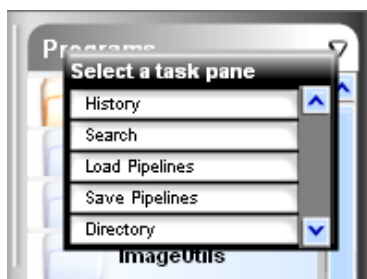 Programs
Select a task pane
History
Search
Load Pipelines
Save Pipelines
Directory
ImageUtils